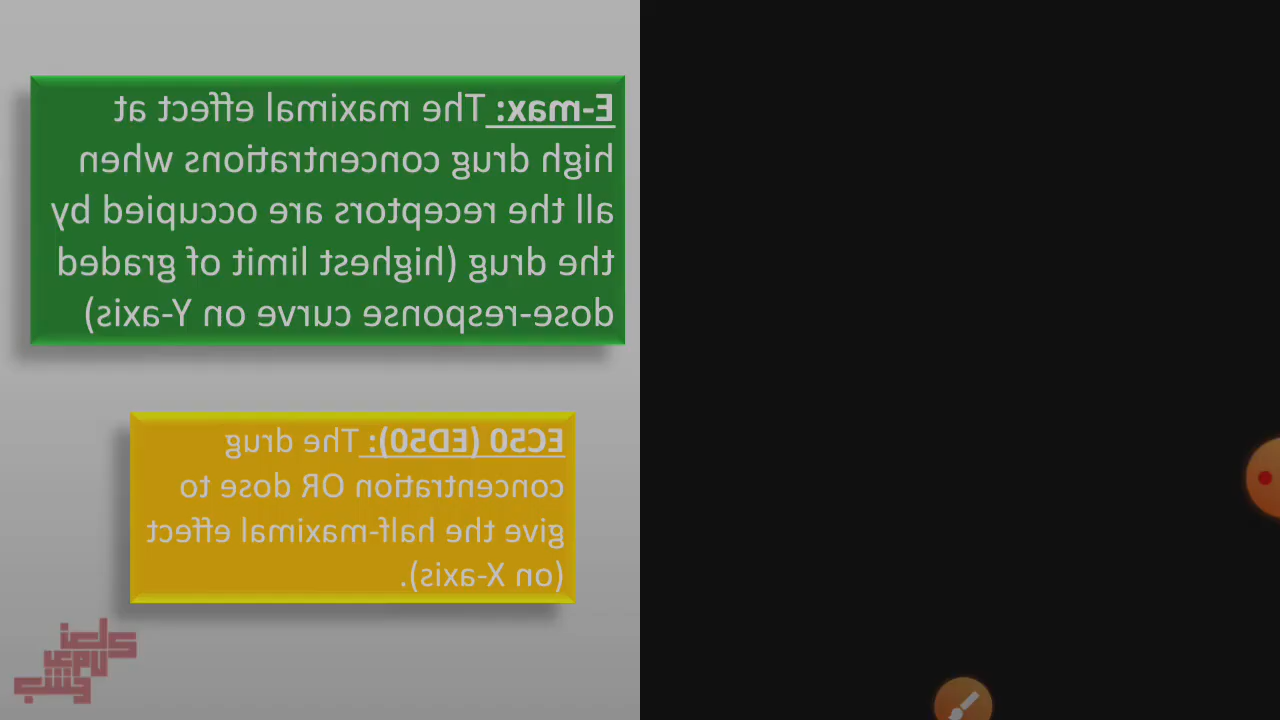 E-max: The maximal effect at
high drug concentrations when
all the receptors are occupied by
the drug (highest limit of graded
dose-response curve on Y-axis)
EC50 (ED50): The drug
concentration OR dose to
give the half-maximal effect
(on X-axis).